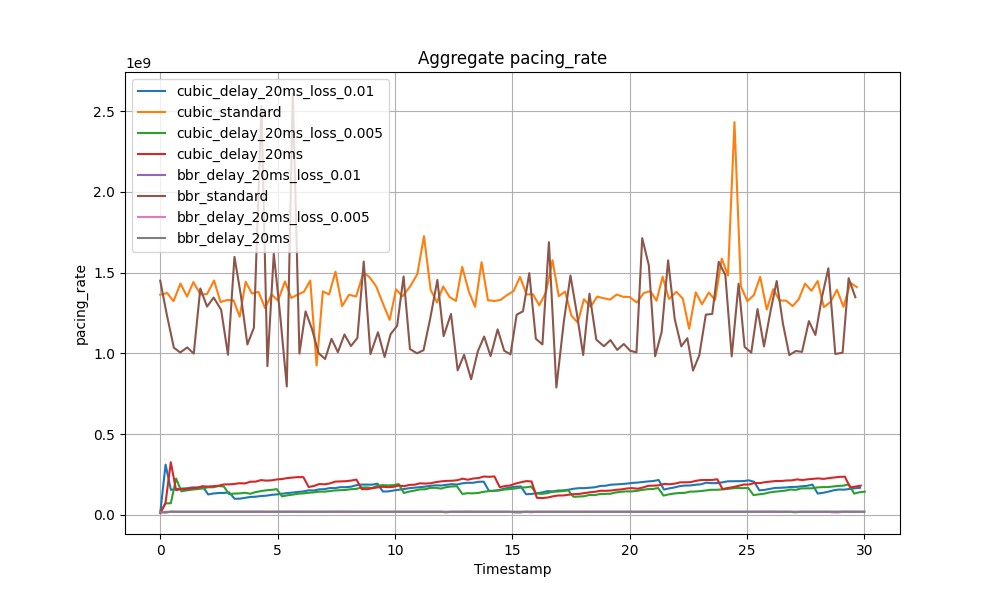 Aggregate pacing_rate
1e9
cubic_delay_20ms_loss_0.01
cubic_standard
cubic_delay_20ms_loss_0.005
cubic_delay_20ms
bbr_delay_20ms_loss_0.01
bbr_standard
bbr_delay_20ms_loss_0.005
bbr_delay_20ms
2.5
2.0
1.5
1.0
0.5
0.0
pacing_rate
0 5 10 15 20 25 30
Timestamp